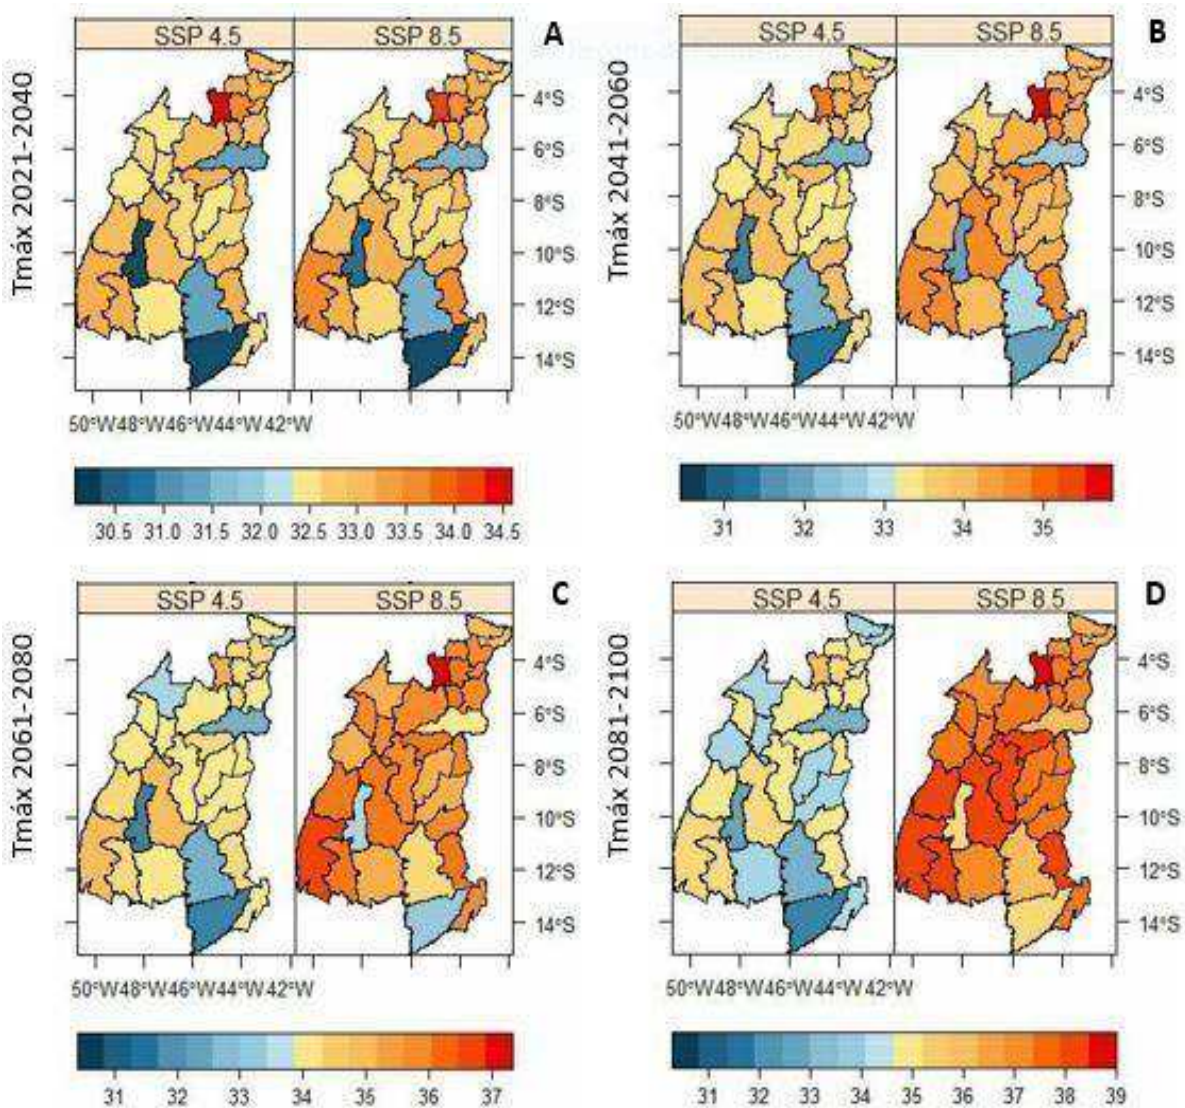 SSP 4.5 SSP 8.5 A
Tmáx 2021-2040
4°S
6°S
8°S
10°S
12°S
14°S
50°W48°W46°W44°W42°W
30.5 31.0 31.5 32.0 32.5 33.0 33.5 34.0 34.5
SSP 4.5 SSP 8.5 B
Tmáx 2041-2060
4°S
6°S
8°S
10°S
12°S
14°S
50°W48°W46°W44°W42°W
31 32 33 34 35
SSP 4.5 SSP 8.5 C
Tmáx 2061-2080
4°S
6°S
8°S
10°S
12°S
14°S
50°W48°W46°W44°W42°W
31 32 33 34 35 36 37
SSP 4.5 SSP 8.5 D
Tmáx 2081-2100
4°S
6°S
8°S
10°S
12°S
14°S
50°W48°W46°W44°W42°W
31 32 33 34 35 36 37 38 39